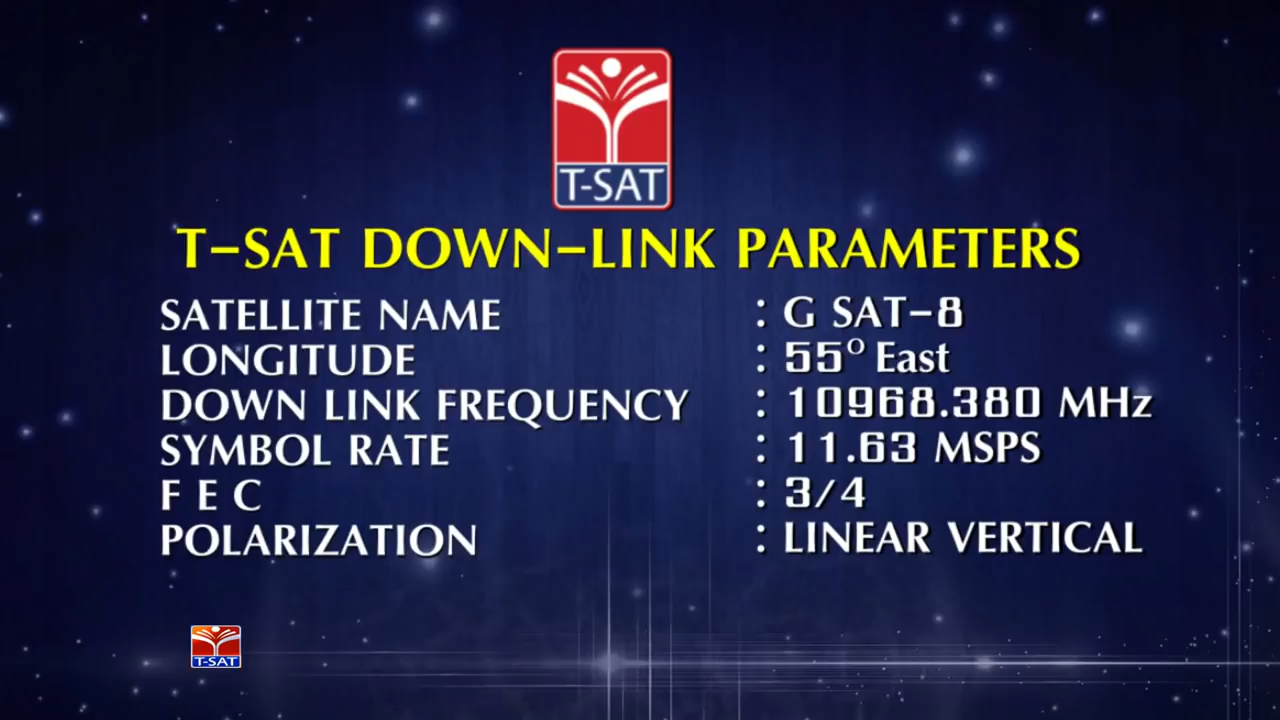 T-SAT
T-SAT DOWN-LINK PARAMETERS
SATELLITE NAME : G SAT-8
LONGITUDE : 55° East
DOWN LINK FREQUENCY : 10968.380 MHz
SYMBOL RATE : 11.63 MSPS
F E C : 3/4
POLARIZATION : LINEAR VERTICAL
T-SAT